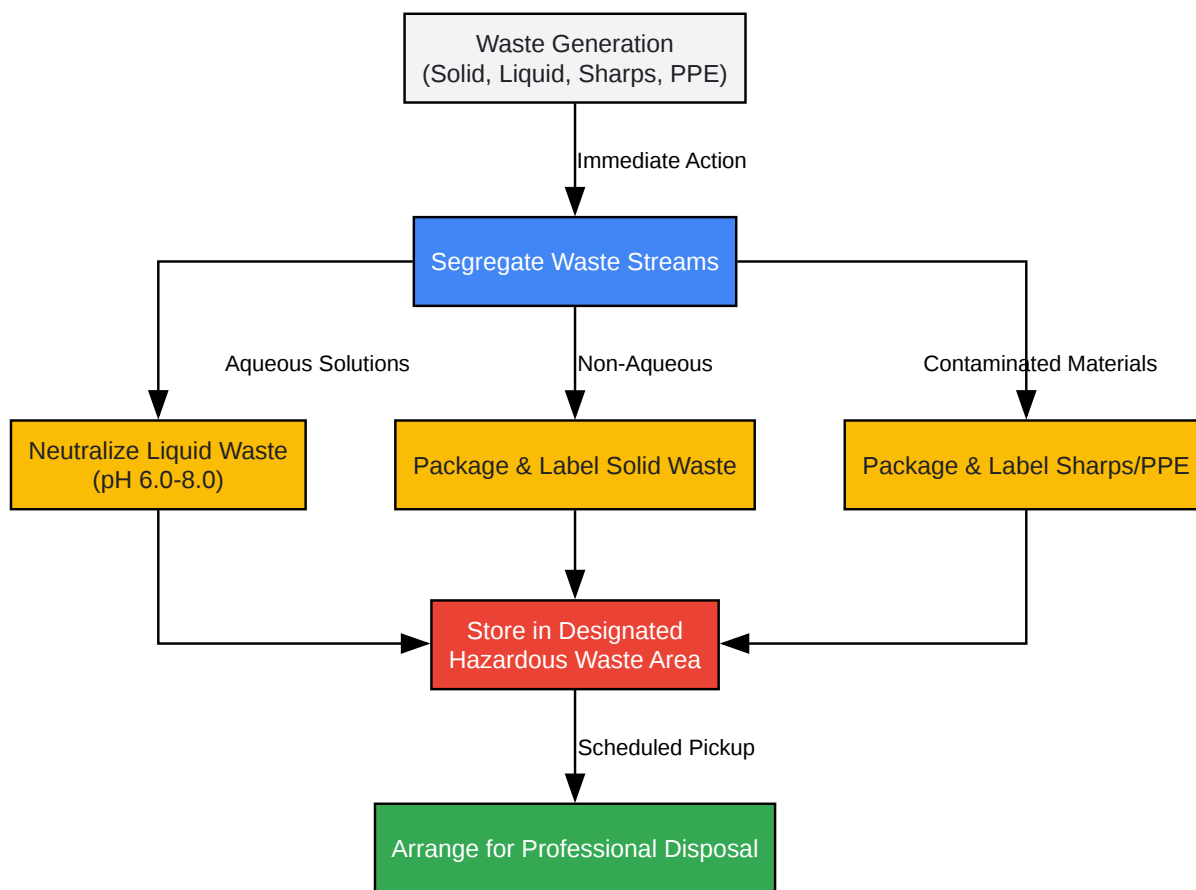 Waste Generation
(Solid, Liquid, Sharps, PPE)
Immediate Action
Segregate Waste Streams
Aqueous Solutions
Non-Aqueous
Contaminated Materials
Neutralize Liquid Waste
(pH 6.0-8.0)
Package & Label Solid Waste
Package & Label Sharps/PPE
Store in Designated
Hazardous Waste Area
Scheduled Pickup
Arrange for Professional Disposal